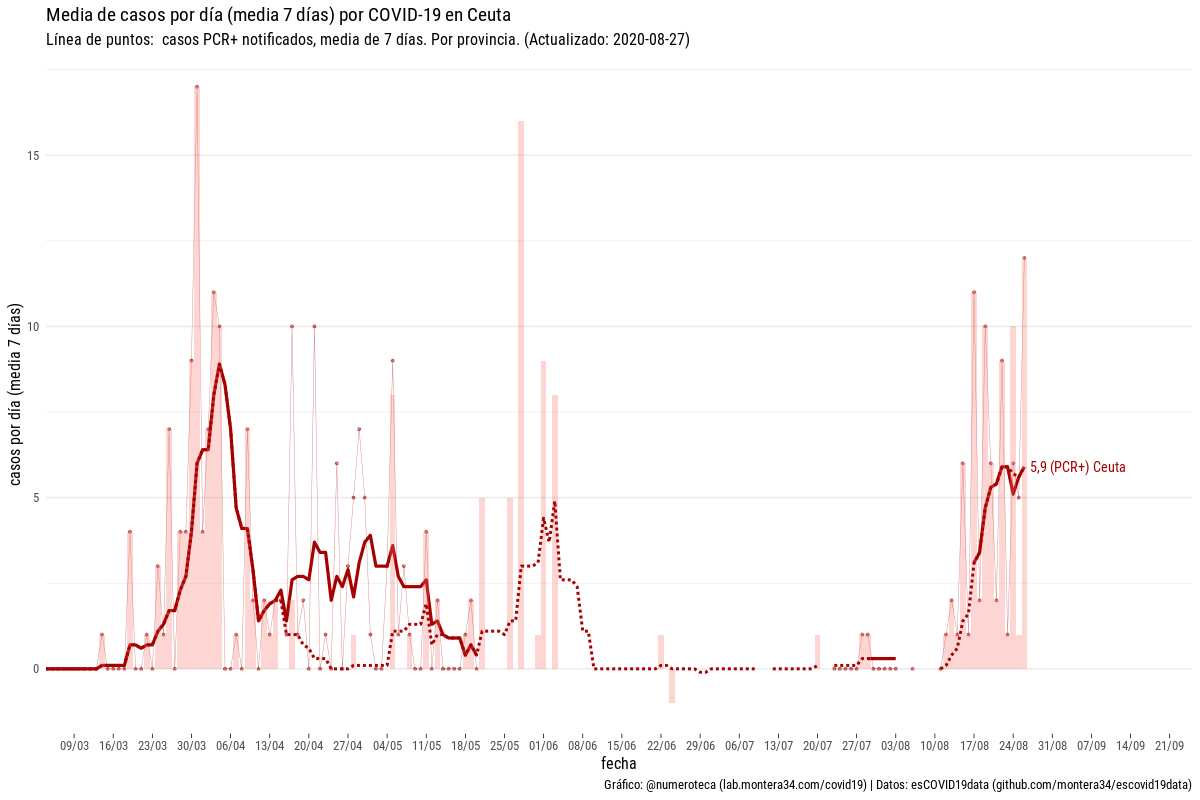 Media de casos por día (media 7 días) por COVID-19 en Ceuta
Línea de puntos:  casos PCR+ notificados, media de 7 días. Por provincia. (Actualizado: 2020-08-27)
casos por día (media 7 días)
15
10
5
0
5,9 (PCR+) Ceuta
09/03 16/03 23/03 30/03 06/04 13/04 20/04 27/04 04/05 11/05 18/05 25/05 01/06 08/06 15/06 22/06 29/06 06/07 13/07 20/07 27/07 03/08 10/08 17/08 24/08 31/08 07/09 14/09 21/09
fecha
Gráfico: @numeroteca (lab.montera34.com/covid19) | Datos: esCOVID19data (github.com/montera34/escovid19data)